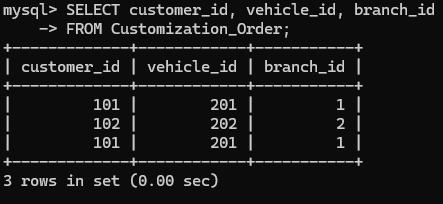 mysql> SELECT customer_id, vehicle_id, branch_id
    -> FROM Customization_Order;
+-------------+------------+-----------+
| customer_id | vehicle_id | branch_id |
+-------------+------------+-----------+
|         101 |        201 |         1 |
|         102 |        202 |         2 |
|         101 |        201 |         1 |
+-------------+------------+-----------+
3 rows in set (0.00 sec)